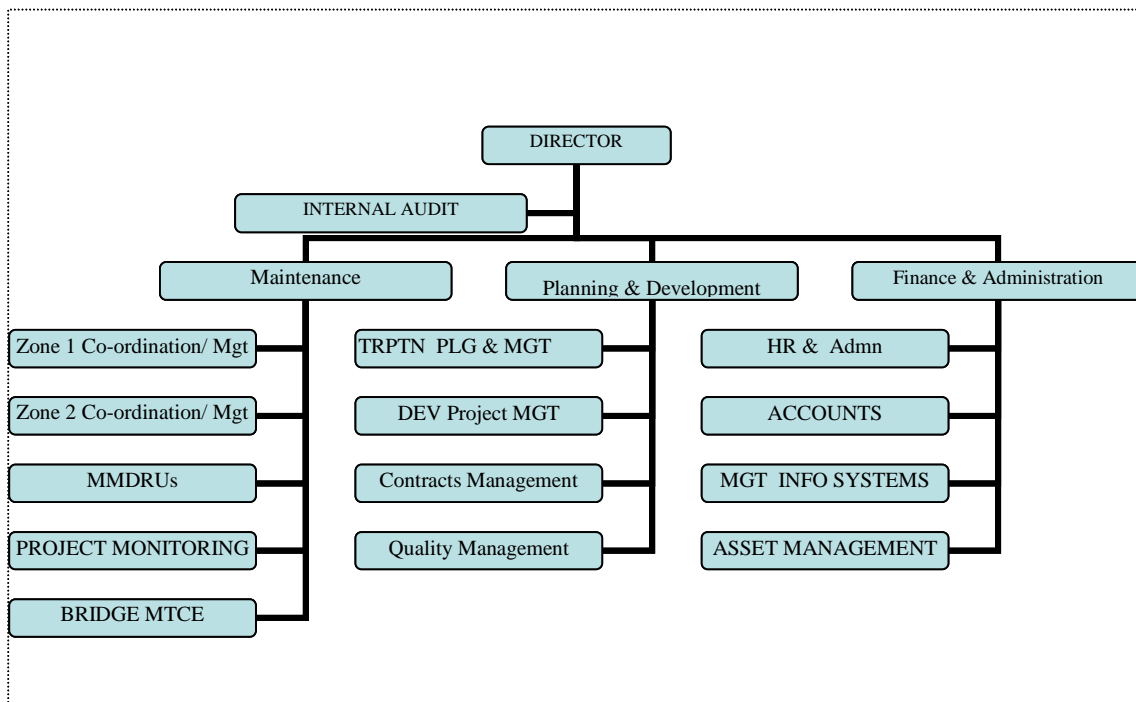 DIRECTOR
INTERNAL AUDIT
Maintenance
Planning & Development
Finance & Administration
Zone 1 Co-ordination/ Mgt
TRPTN PLG & MGT
HR & Admn
Zone 2 Co-ordination/ Mgt
DEV Project MGT
ACCOUNTS
MMDRUs
Contracts Management
MGT INFO SYSTEMS
PROJECT MONITORING
Quality Management
ASSET MANAGEMENT
BRIDGE MTCE